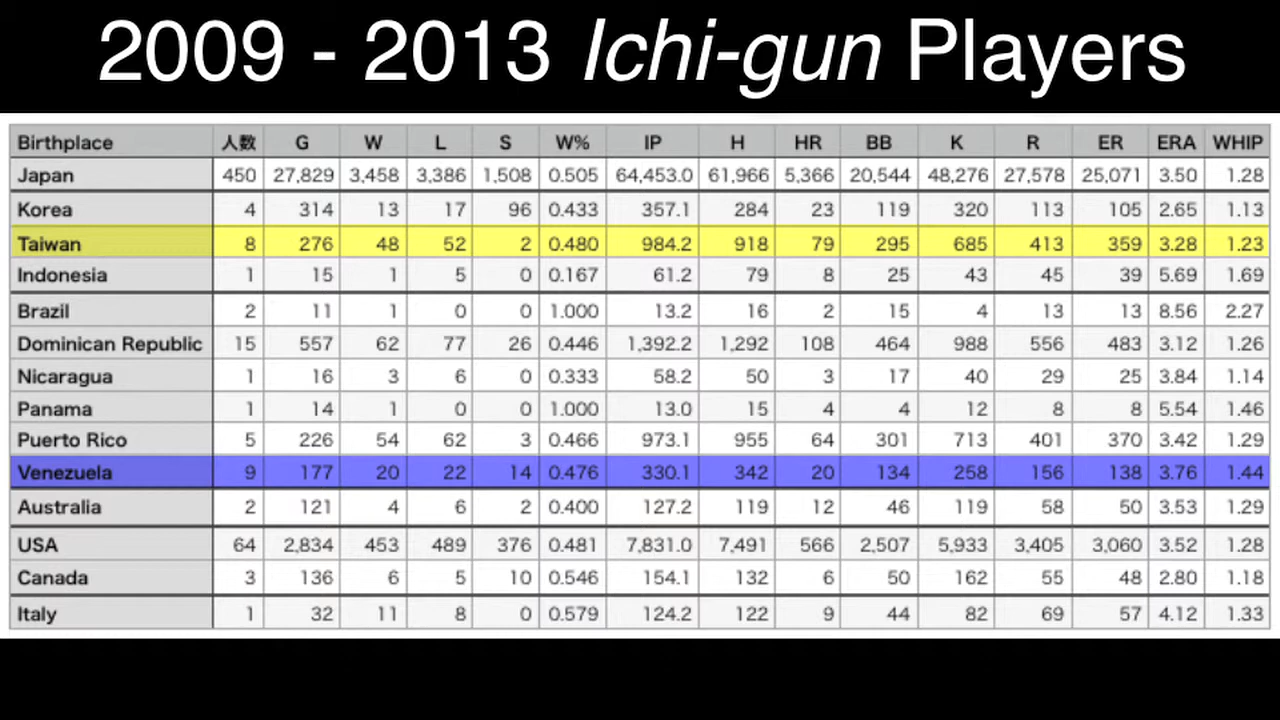 2009 - 2013 Ichi-gun Players
Birthplace 人数 G W L S W% IP H HR BB K R ER ERA WHIP
Japan 450 27,829 3,458 3,386 1,508 0.505 64,453.0 61,966 5,366 20,544 48,276 27,578 25,071 3.50 1.28
Korea 4 314 13 17 96 0.433 357.1 284 23 119 320 113 105 2.65 1.13
Taiwan 8 276 48 52 2 0.480 984.2 918 79 295 685 413 359 3.28 1.23
Indonesia 1 15 1 5 0 0.167 61.2 79 8 25 43 45 39 5.69 1.69
Brazil 2 11 1 0 0 1.000 13.2 16 2 15 4 13 13 8.56 2.27
Dominican Republic 15 557 62 77 26 0.446 1,392.2 1,292 108 464 988 556 483 3.12 1.26
Nicaragua 1 16 3 6 0 0.333 58.2 50 3 17 40 29 25 3.84 1.14
Panama 1 14 1 0 0 1.000 13.0 15 4 4 12 8 8 5.54 1.46
Puerto Rico 5 226 54 62 3 0.466 973.1 955 64 301 713 401 370 3.42 1.29
Venezuela 9 177 20 22 14 0.476 330.1 342 20 134 258 156 138 3.76 1.44
Australia 2 121 4 6 2 0.400 127.2 119 12 46 119 58 50 3.53 1.29
USA 64 2,834 453 489 376 0.481 7,831.0 7,491 566 2,507 5,933 3,405 3,060 3.52 1.28
Canada 3 136 6 5 10 0.546 154.1 132 6 50 162 55 48 2.80 1.18
Italy 1 32 11 8 0 0.579 124.2 122 9 44 82 69 57 4.12 1.33